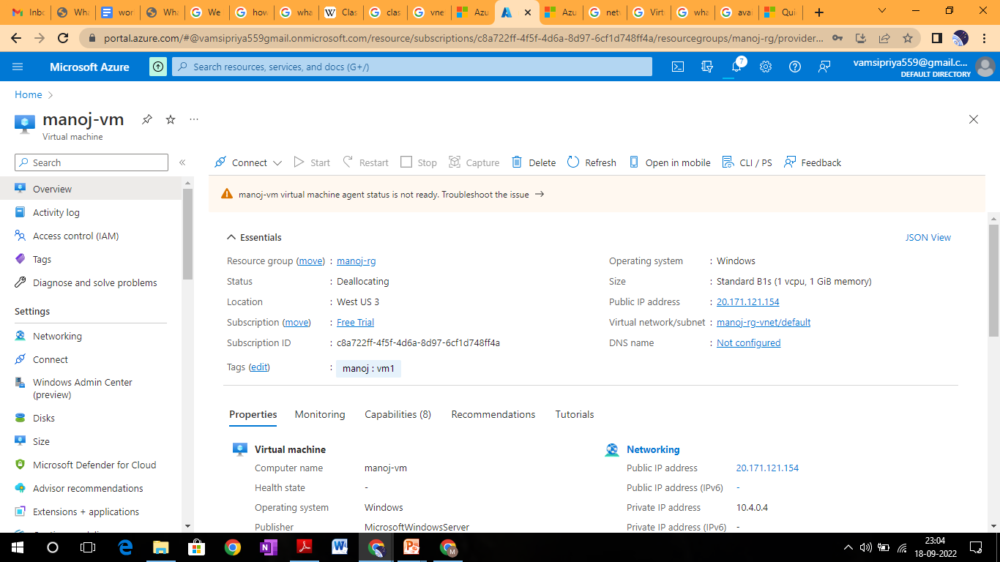 Inbo
Wha
wor
Wha
We
how
wha
Clas
clas
vne
Azu
Azu
netv
Virt
wha
avai
Qui
portal.azure.com/#@vamsipriya559gmail.onmicrosoft.com/resource/subscriptions/c8a722ff-4f5f-4d6a-8d97-6cf1d748ff4a/resourcegroups/manoj-rg/provider...
Microsoft Azure
Search resources, services, and docs (G+/)
7
vamsipriya559@gmail.c...
DEFAULT DIRECTORY
Home
manoj-vm
Virtual machine
Search
Connect
Start
Restart
Stop
Capture
Delete
Refresh
Open in mobile
CLI / PS
Feedback
Overview
Activity log
Access control (IAM)
Tags
Diagnose and solve problems
Settings
Networking
Connect
Windows Admin Center
(preview)
Disks
Size
Microsoft Defender for Cloud
Advisor recommendations
Extensions + applications
manoj-vm virtual machine agent status is not ready. Troubleshoot the issue →
Essentials
JSON View
Resource group (move) : manoj-rg
Status : Deallocating
Location : West US 3
Subscription (move) : Free Trial
Subscription ID : c8a722ff-4f5f-4d6a-8d97-6cf1d748ff4a
Tags (edit) : manoj : vm1
Operating system : Windows
Size : Standard B1s (1 vcpu, 1 GiB memory)
Public IP address : 20.171.121.154
Virtual network/subnet : manoj-rg-vnet/default
DNS name : Not configured
Properties
Monitoring
Capabilities (8)
Recommendations
Tutorials
Virtual machine
Computer name manoj-vm
Health state -
Operating system Windows
Publisher MicrosoftWindowsServer
Networking
Public IP address 20.171.121.154
Public IP address (IPv6) -
Private IP address 10.4.0.4
Private IP address (IPv6) -
23:04
18-09-2022